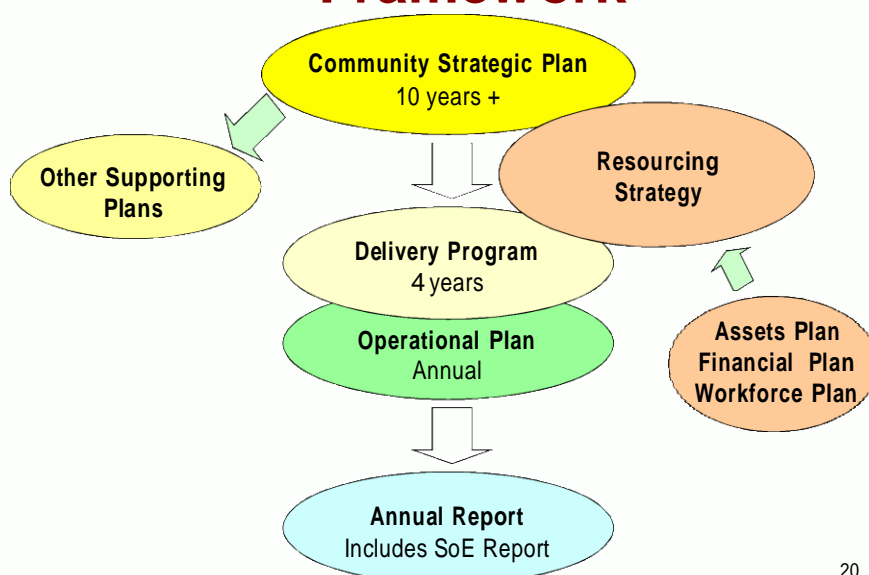 Framework
Community Strategic Plan
10 years +
Other Supporting
Plans
Resourcing
Strategy
Delivery Program
4 years
Operational Plan
Annual
Assets Plan
Financial Plan
Workforce Plan
Annual Report
Includes SoE Report
20